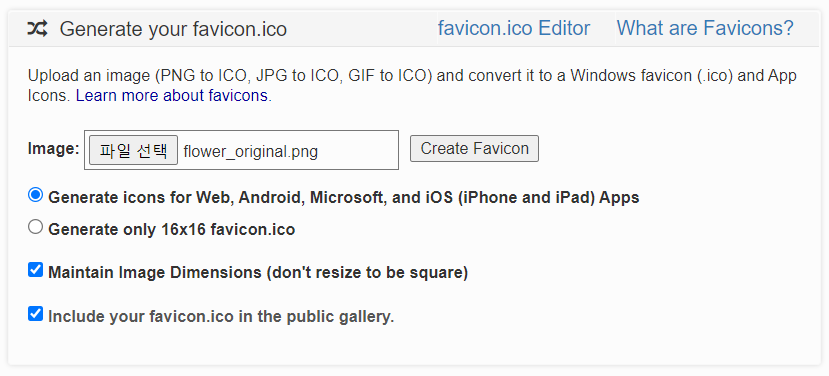 Generate your favicon.ico favicon.ico Editor What are Favicons?
Upload an image (PNG to ICO, JPG to ICO, GIF to ICO) and convert it to a Windows favicon (.ico) and App
Icons. Learn more about favicons.
Image: 파일 선택 flower_original.png Create Favicon
Generate icons for Web, Android, Microsoft, and iOS (iPhone and iPad) Apps
Generate only 16x16 favicon.ico
Maintain Image Dimensions (don't resize to be square)
Include your favicon.ico in the public gallery.